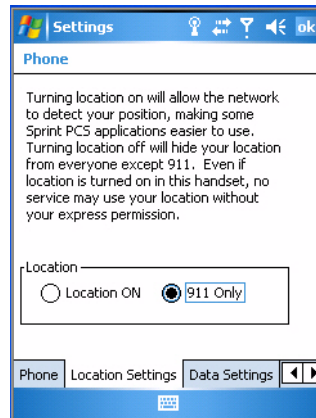 Settings ok
Phone
Turning location on will allow the network
to detect your position, making some
Sprint PCS applications easier to use.
Turning location off will hide your location
from everyone except 911. Even if
location is turned on in this handset, no
service may use your location without
your express permission.
Location
Location ON 911 Only
Phone Location Settings Data Settings